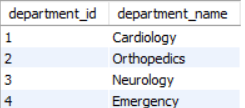 department_id department_name
1 Cardiology
2 Orthopedics
3 Neurology
4 Emergency